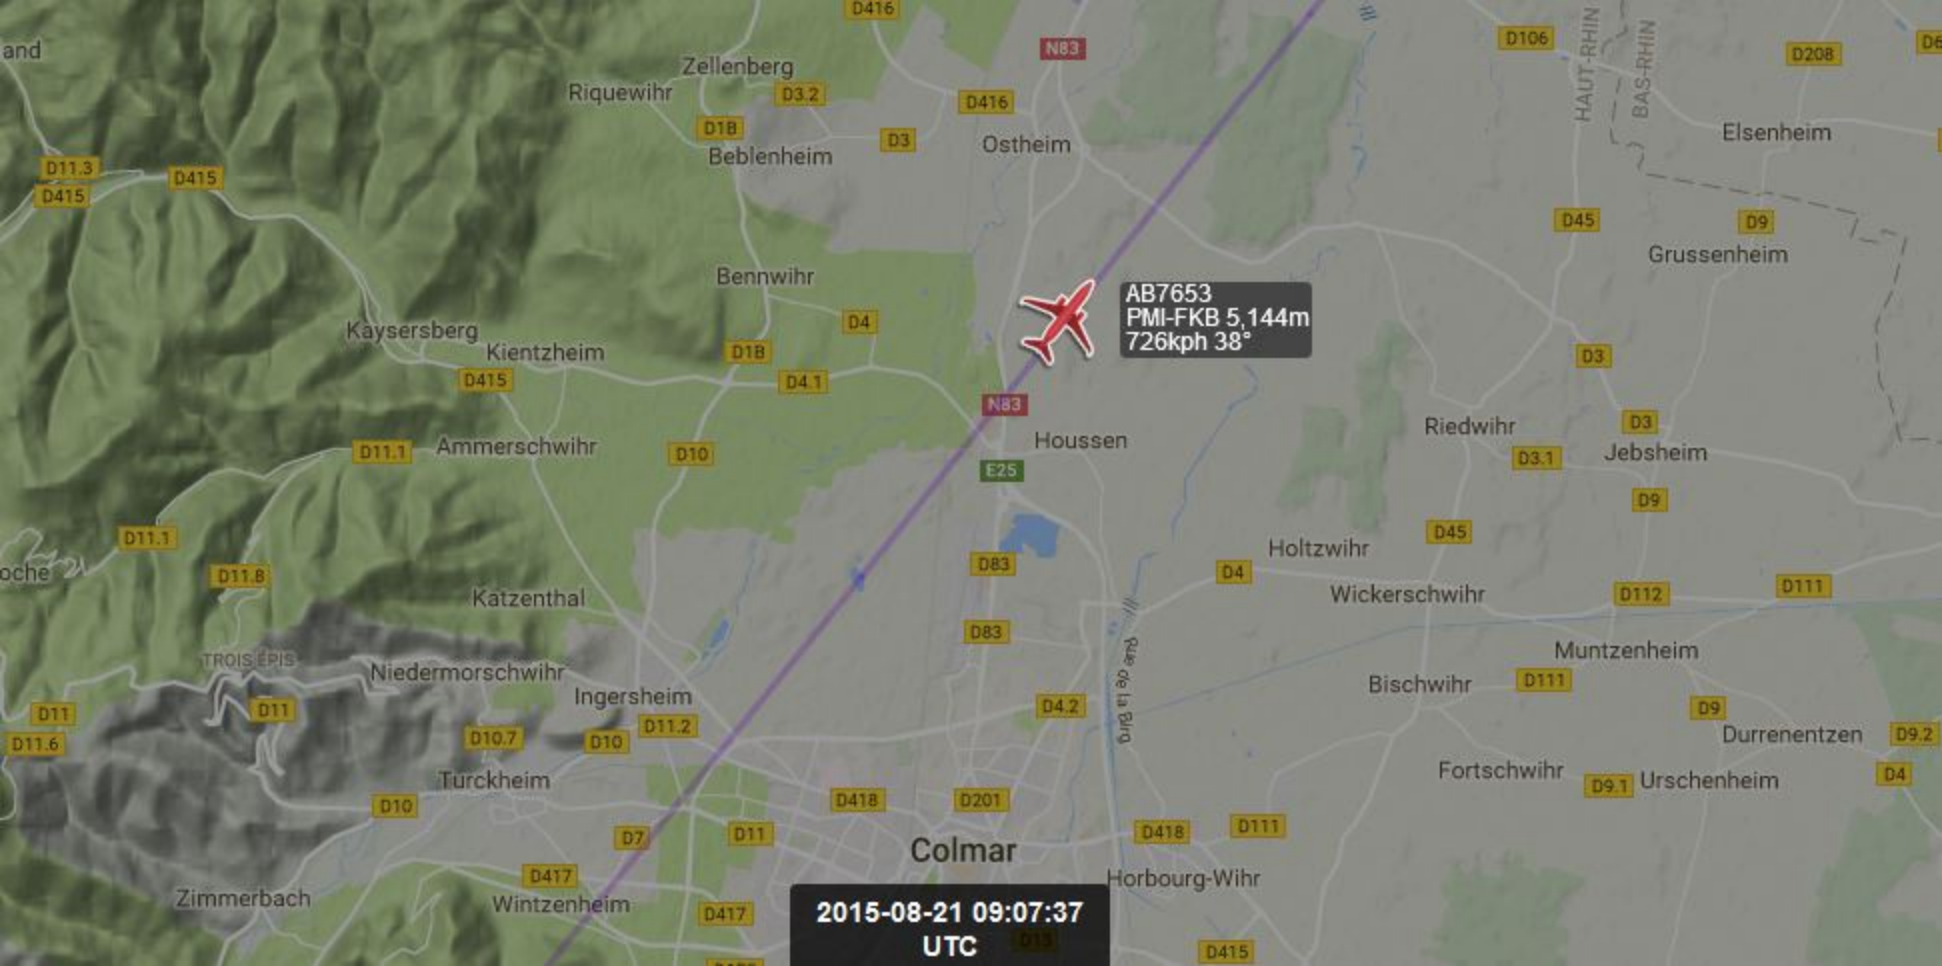 D416
N83
D106
HAUT-RHIN
BAS-RHIN
D208
and
Zellenberg
Riquewihr
D3.2
D416
D1B
D3
Ostheim
Elsenheim
Beblenheim
D11.3
D415
D415
D45
D9
Grussenheim
Bennwihr
AB7653
PMI-FKB 5,144m
726kph 38°
D4
Kaysersberg
Kientzheim
D1B
D415
D4.1
D3
N83
Riedwihr
D3
Houssen
D11.1
Ammerschwihr
D10
D3.1
Jebsheim
E25
D9
D11.1
D45
Holtzwihr
D83
D4
oche
D11.8
Katzenthal
Wickerschwihr
D112
D111
D83
TROIS EPIS
Niedermorschwihr
Rue de la Birg
Muntzenheim
Bischwihr
D111
Ingersheim
D4.2
D11
D11
D11.2
D9
D11.6
D10.7
D10
Durrenentzen
D9.2
Turckheim
Fortschwihr
D9.1
Urschenheim
D4
D10
D418
D201
D7
D11
Colmar
D418
D111
D417
Horbourg-Wihr
Zimmerbach
Wintzenheim
D417
2015-08-21 09:07:37
UTC
D415